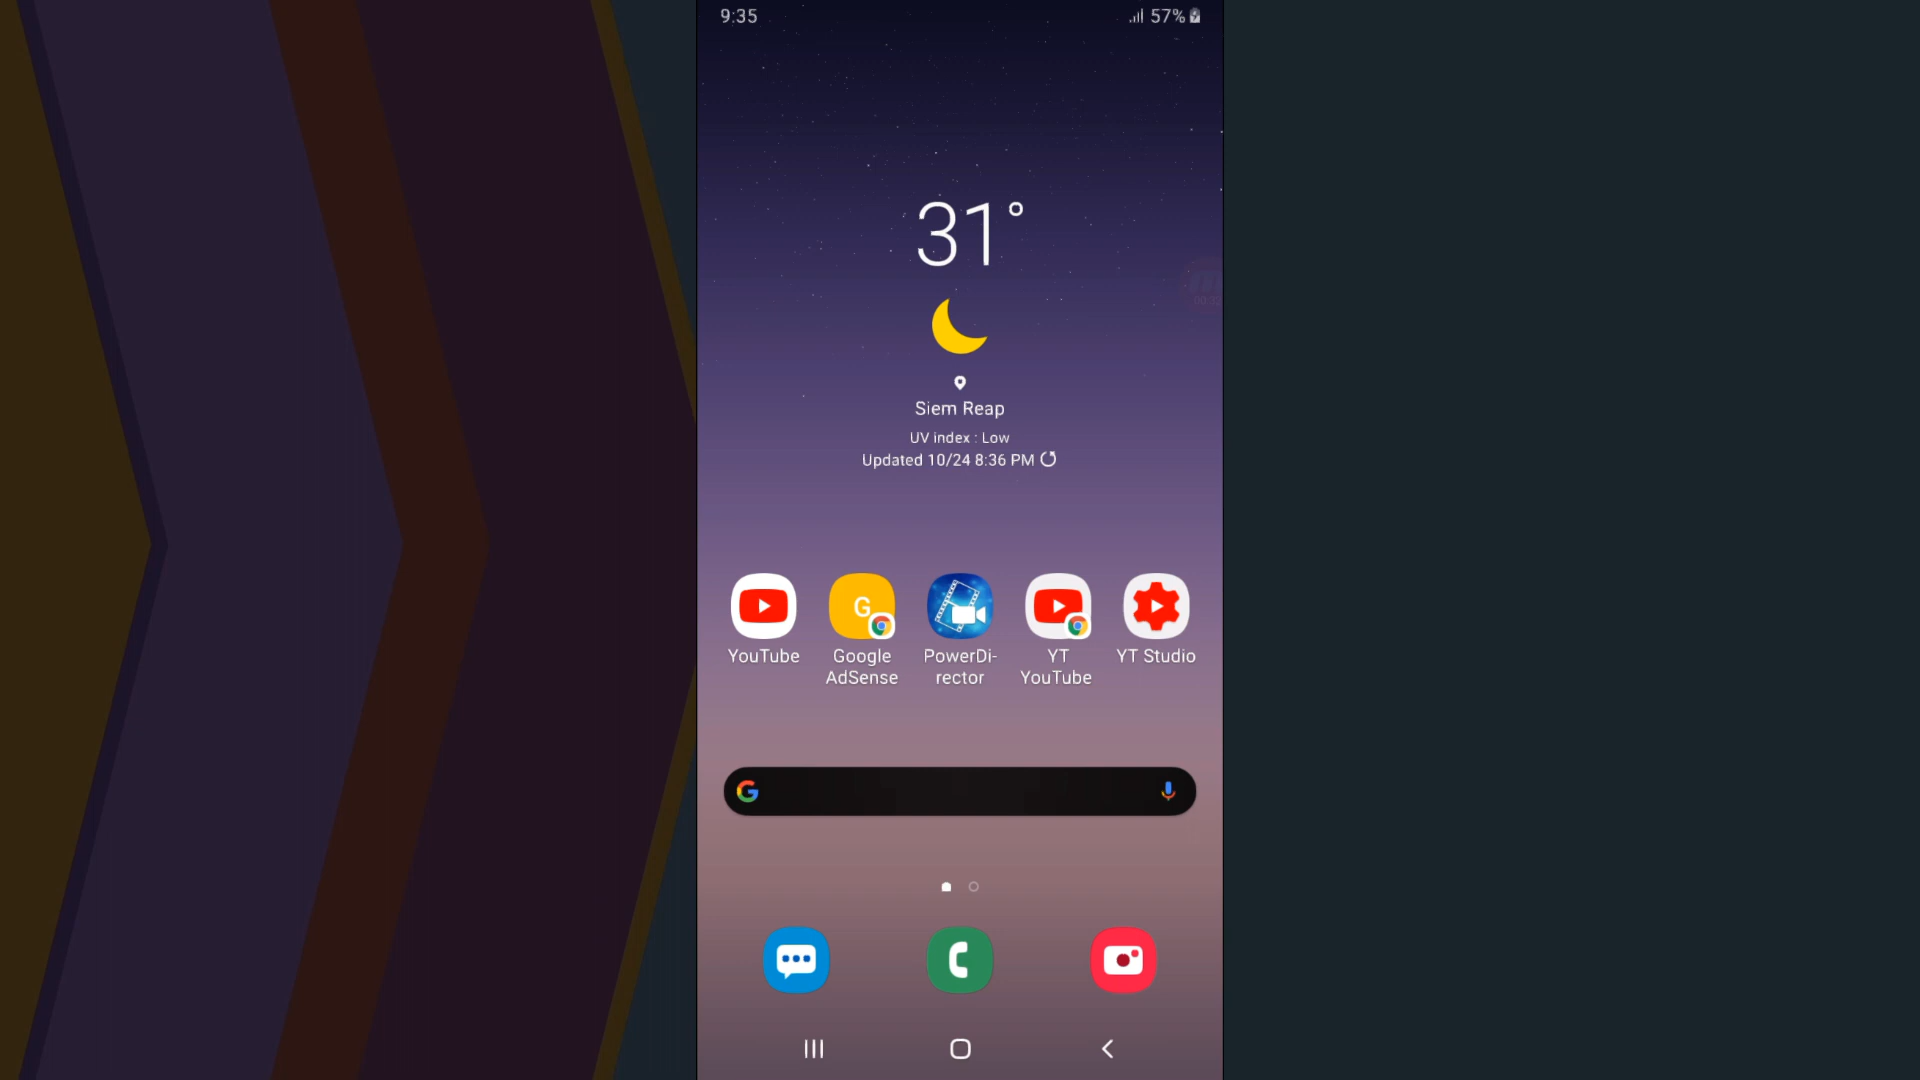 9:35
57%
31°
Siem Reap
UV index : Low
Updated 10/24 8:36 PM
YouTube
G
Google
AdSense
PowerDi-
rector
YT
YouTube
YT Studio